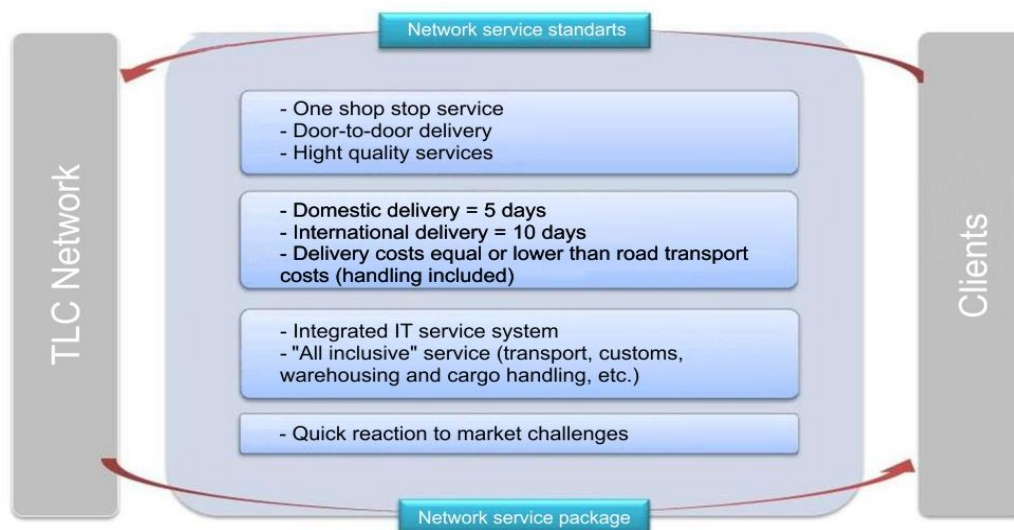 Network service standarts
TLC Network
- One shop stop service
- Door-to-door delivery
- Hight quality services
- Domestic delivery = 5 days
- International delivery = 10 days
- Delivery costs equal or lower than road transport
costs (handling included)
- Integrated IT service system
- "All inclusive" service (transport, customs,
warehousing and cargo handling, etc.)
- Quick reaction to market challenges
Clients
Network service package